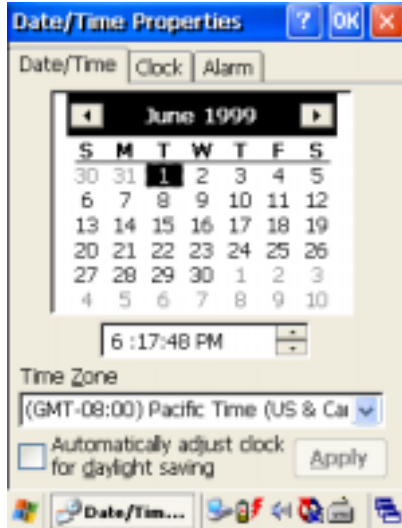 Date/Time Properties ? OK ×
Date/Time Clock Alarm
June 1999
S M T W T F S
30 31 1 2 3 4 5
6 7 8 9 10 11 12
13 14 15 16 17 18 19
20 21 22 23 24 25 26
27 28 29 30 1 2 3
4 5 6 7 8 9 10
6 :17:48 PM
Time Zone
(GMT-08:00) Pacific Time (US & Ca
Automatically adjust clock
for daylight saving
Apply
Date/Tim...